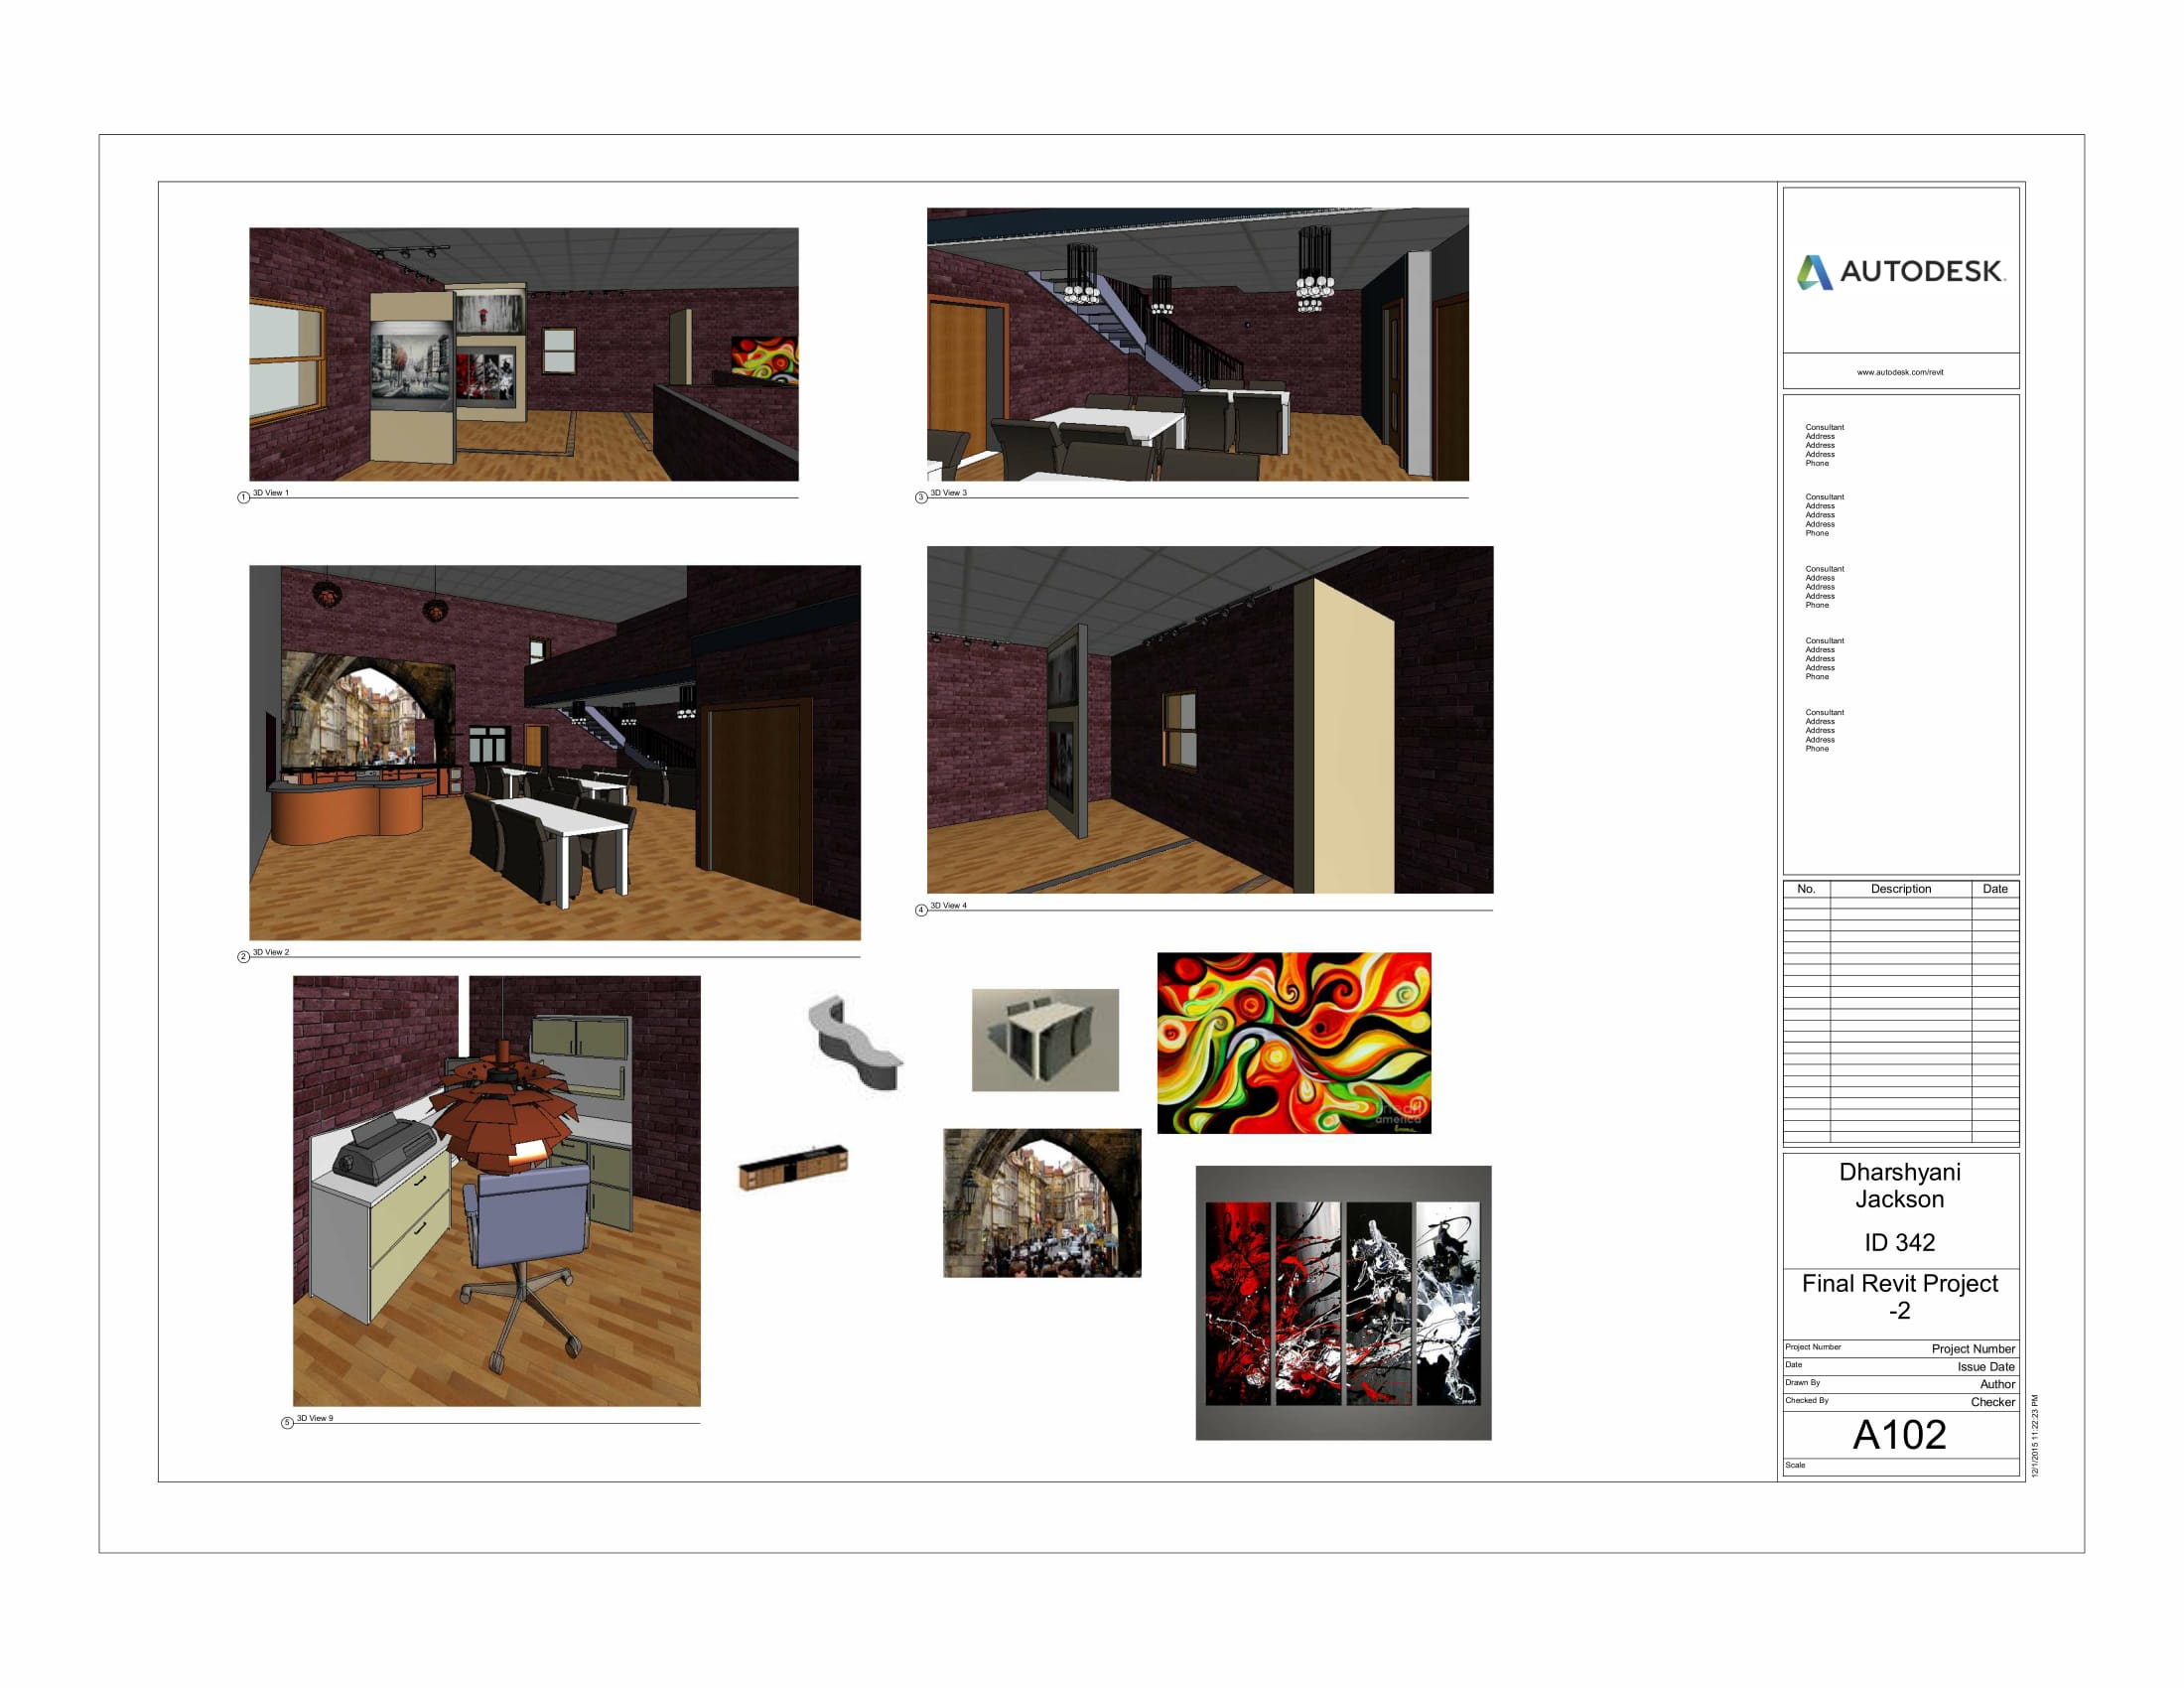 1 3D View 1
3 3D View 3
2 3D View 2
4 3D View 4
5 3D View 9
america
AUTODESK.
www.autodesk.com/revit
Consultant
Address
Address
Address
Phone
Consultant
Address
Address
Address
Phone
Consultant
Address
Address
Address
Phone
Consultant
Address
Address
Address
Phone
Consultant
Address
Address
Address
Phone
No. Description Date
Dharshyani
Jackson
ID 342
Final Revit Project
-2
Project Number Project Number
Date Issue Date
Drawn By Author
Checked By Checker
A102
Scale
12/1/2015 11:22:23 PM